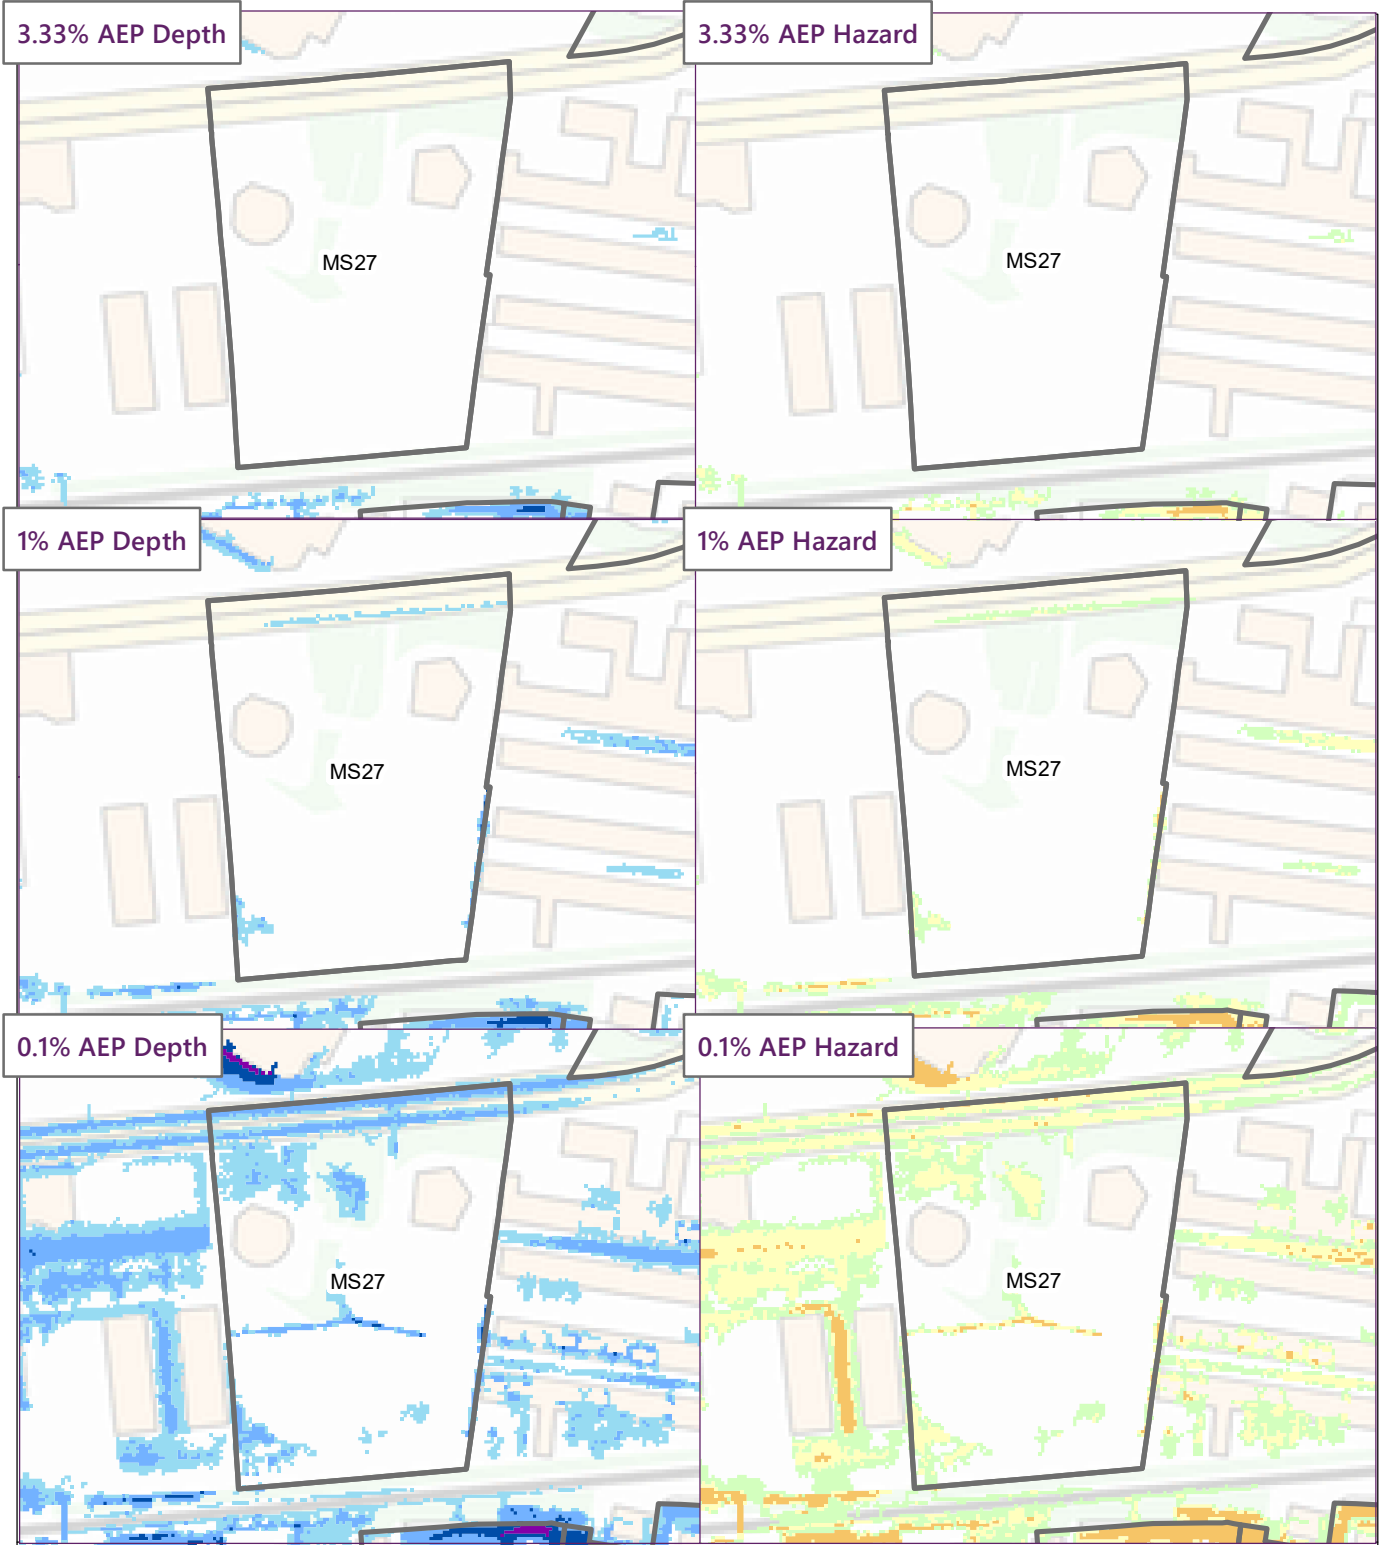 3.33% AEP Depth
3.33% AEP Hazard
MS27
MS27
1% AEP Depth
1% AEP Hazard
MS27
MS27
0.1% AEP Depth
0.1% AEP Hazard
MS27
MS27